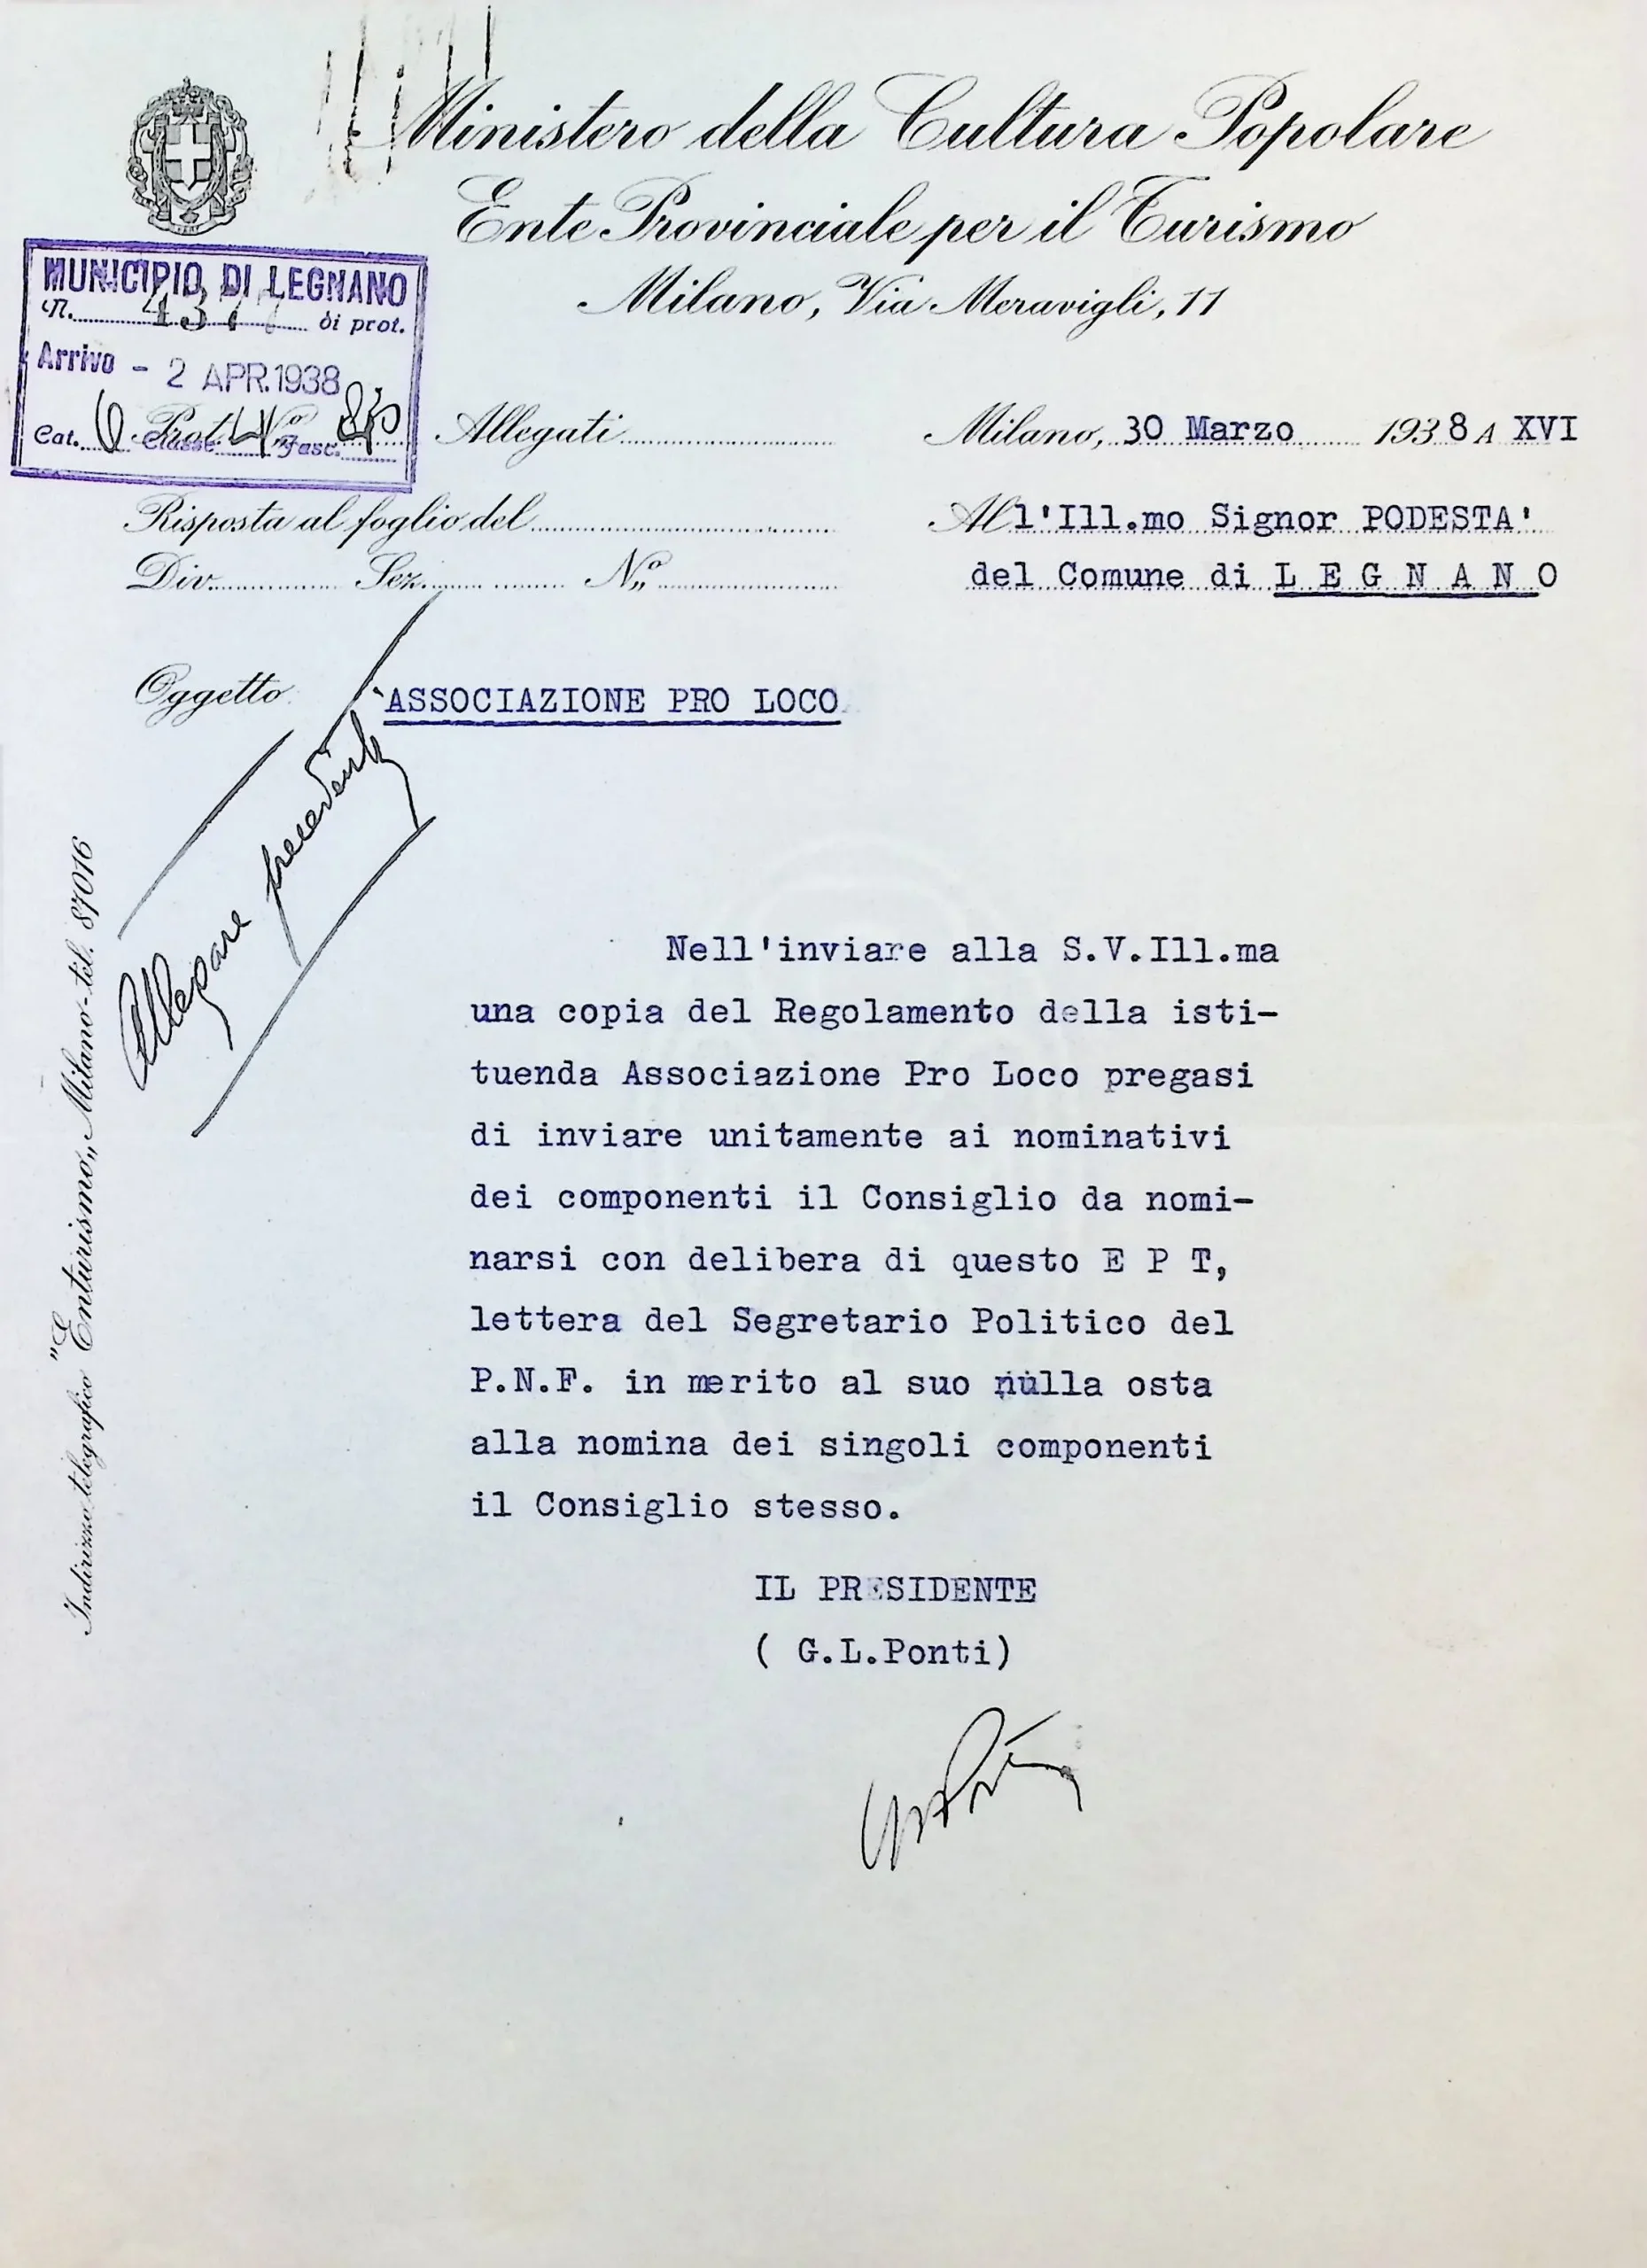 Ministero della Cultura Popolare
Ente Provinciale per il Turismo
Milano, Via Meravigli, 11
MUNICIPIO DI LEGNANO
N. di prot.
Arrivo - 2 APR. 1938
Cat. 6 Classe Fasc.
Prot. N.º
Allegati
Milano, 30 Marzo 1938 A XVI
Risposta al foglio del
Div. Sez. N.º
All'Ill.mo Signor PODESTA'
del Comune di L E G N A N O
Oggetto ASSOCIAZIONE PRO LOCO
Allegare precedenti
Indirizzo telegrafico "Enturismo„ Milano - tel. 87016
Nell'inviare alla S.V.Ill.ma
una copia del Regolamento della isti-
tuenda Associazione Pro Loco pregasi
di inviare unitamente ai nominativi
dei componenti il Consiglio da nomi-
narsi con delibera di questo E P T,
lettera del Segretario Politico del
P.N.F. in merito al suo nulla osta
alla nomina dei singoli componenti
il Consiglio stesso.
IL PRESIDENTE
( G.L.Ponti)